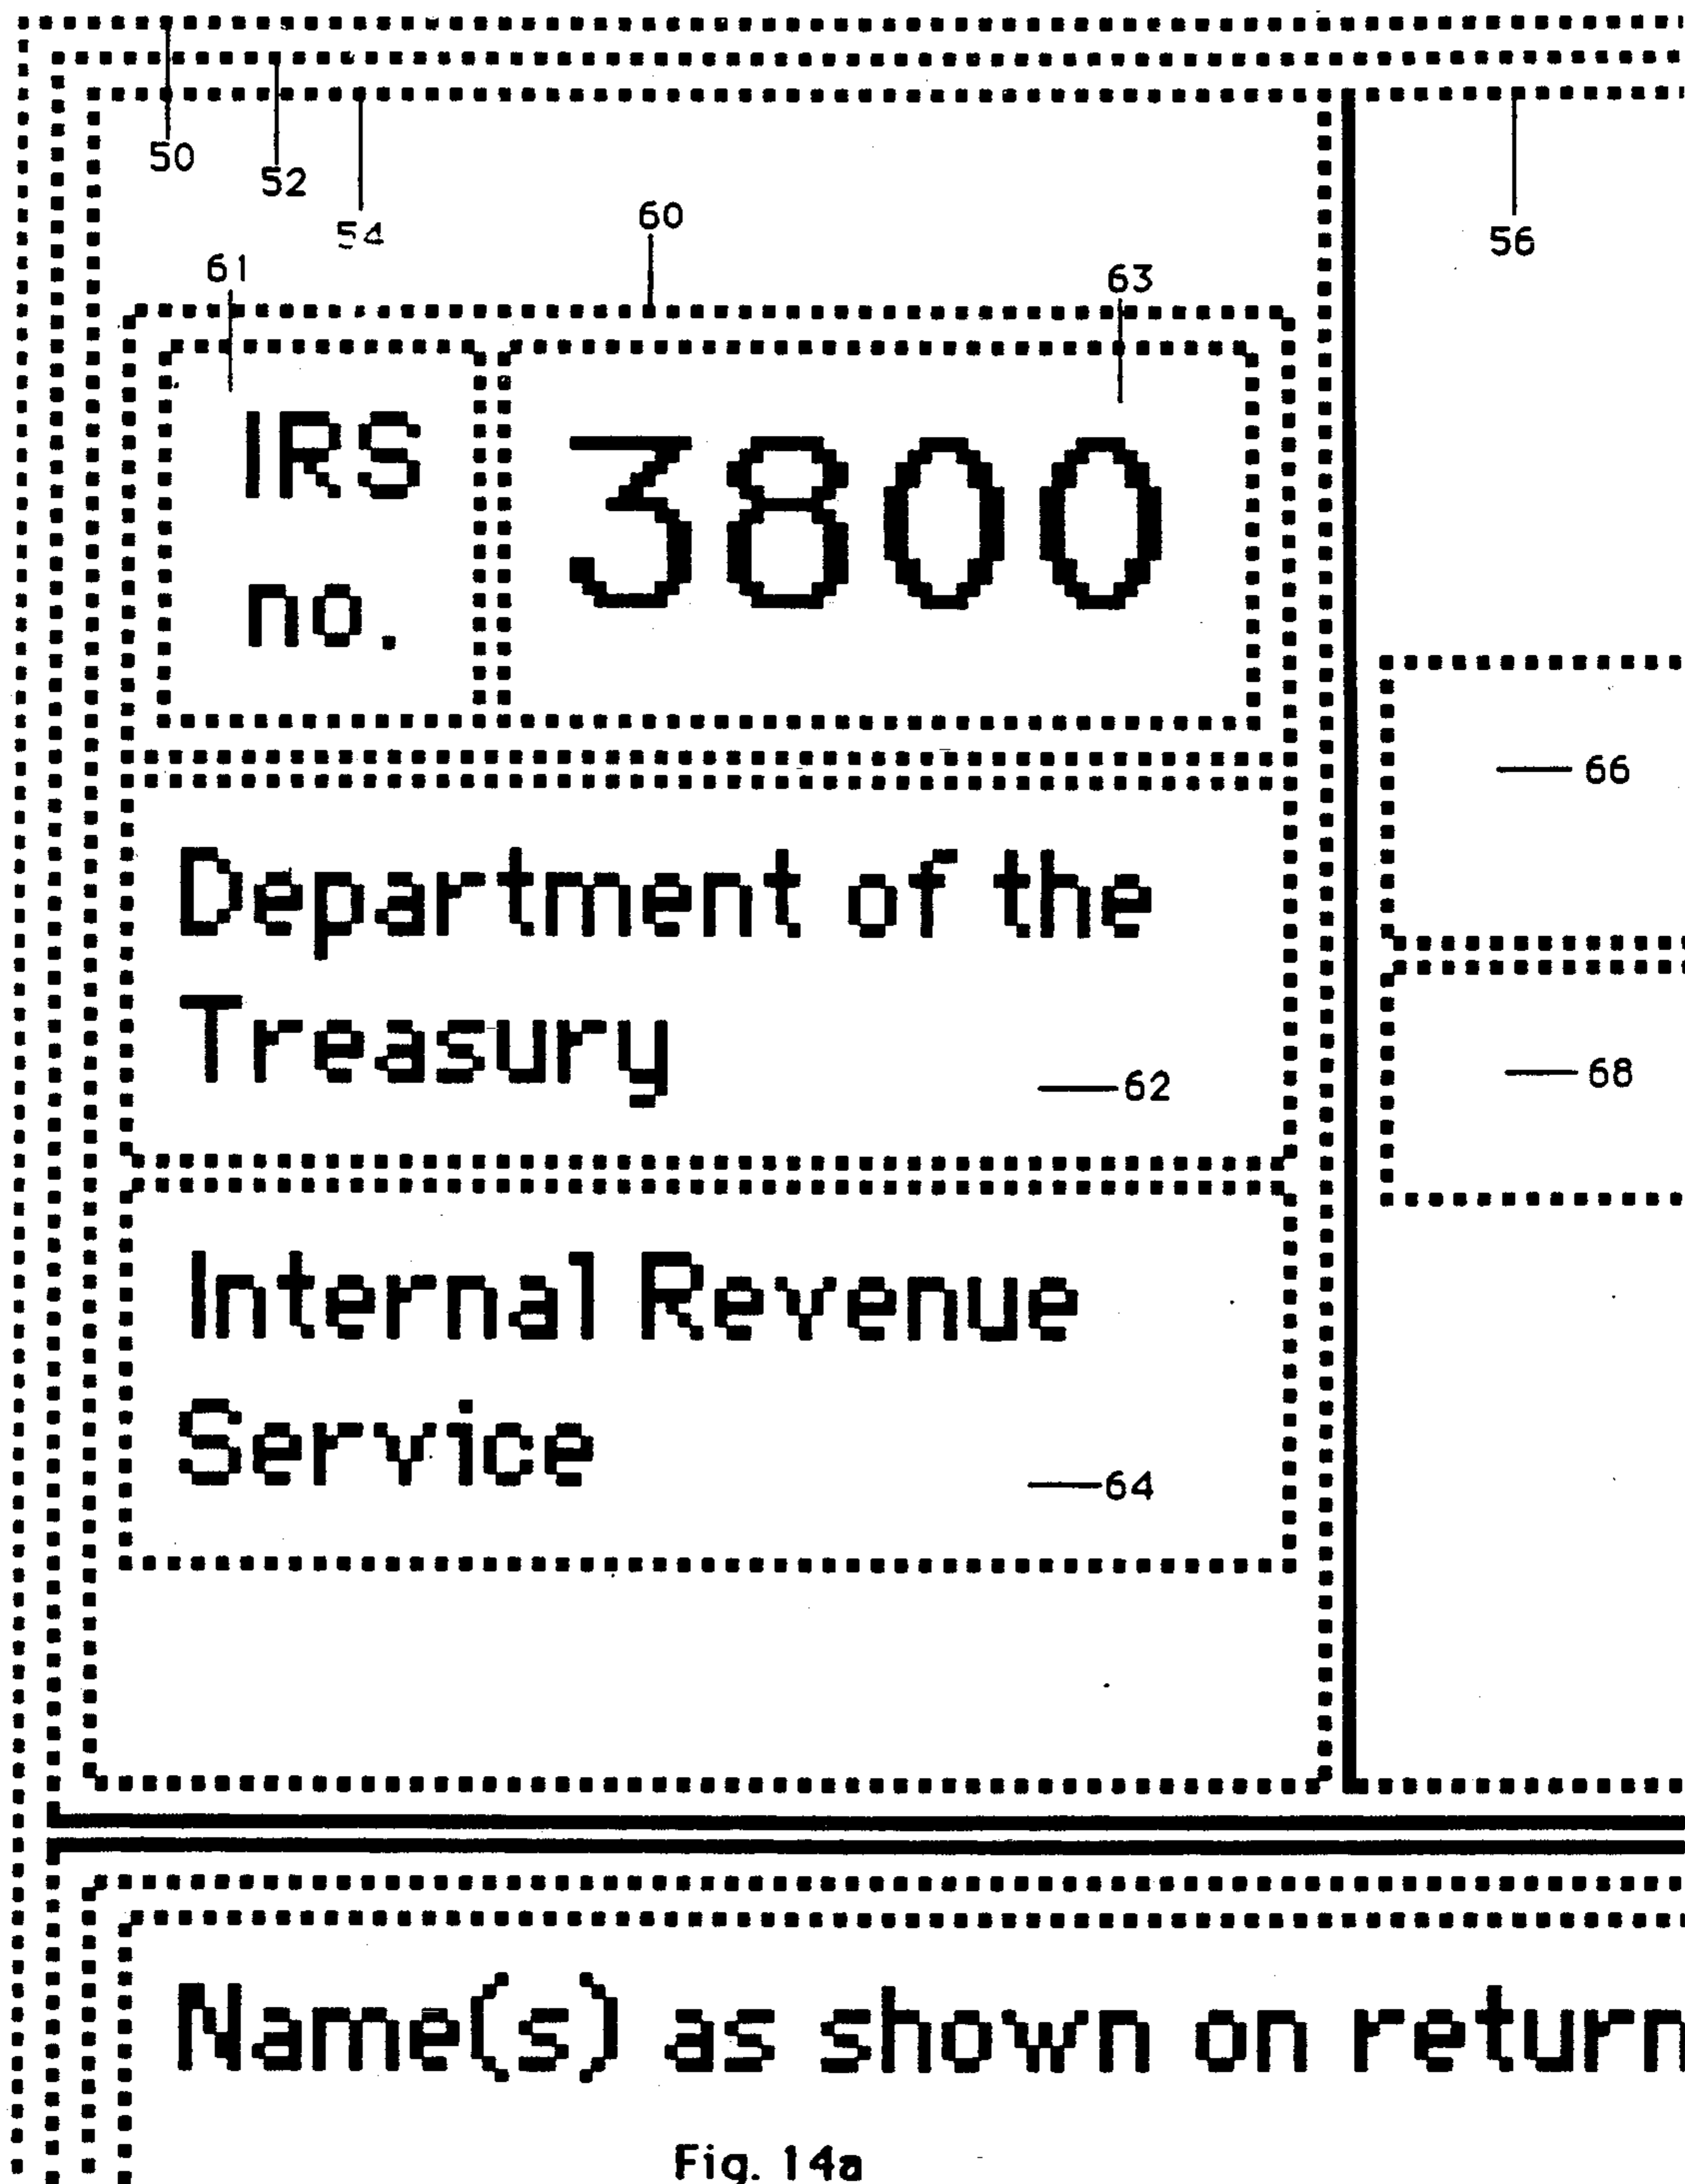 50
52
54
56
60
61
63
IRS
no.
3800
66
Department of the
Treasury
62
68
Internal Revenue
Service
64
Name(s) as shown on return
Fig. 14a